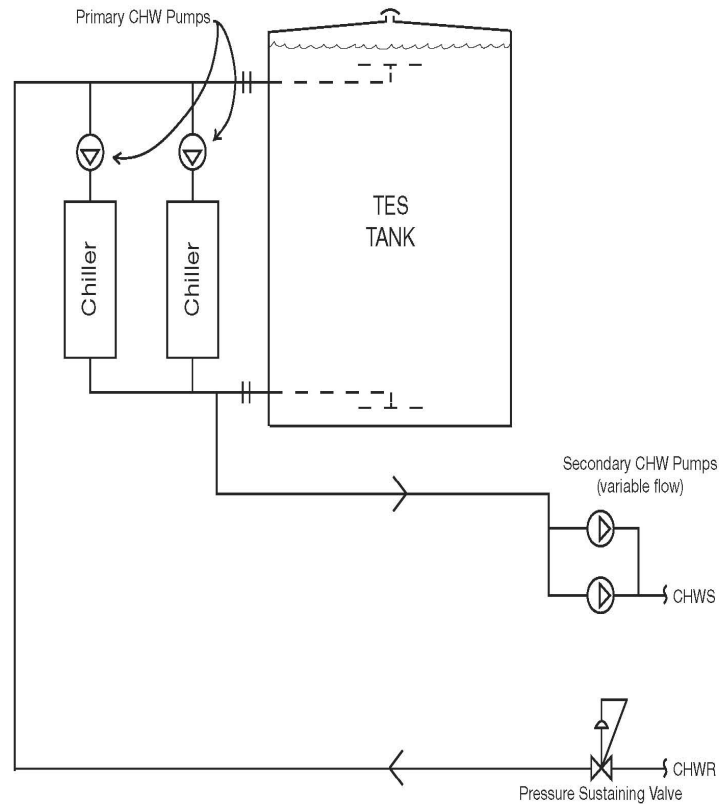 Primary CHW Pumps
TES
TANK
Chiller
Chiller
Secondary CHW Pumps
(variable flow)
CHWS
CHWR
Pressure Sustaining Valve